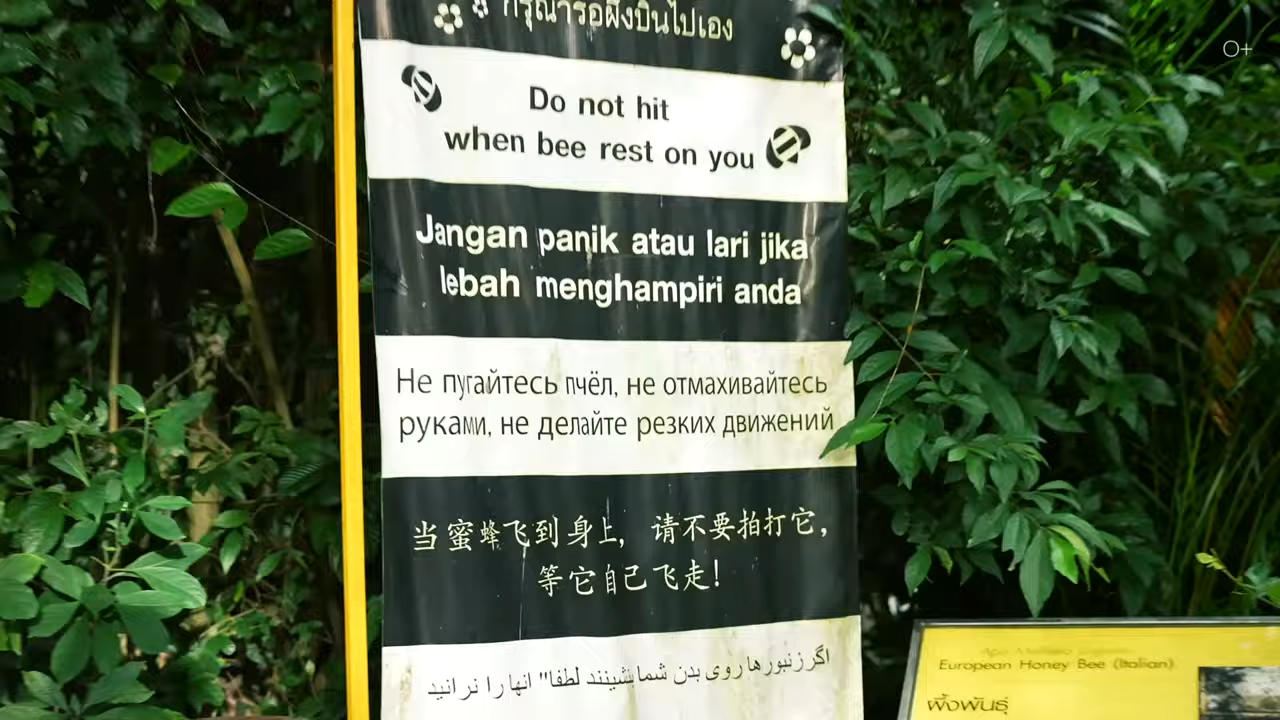 กรุณารอผึ้งบินไปเอง
O+
Do not hit
when bee rest on you
Jangan panik atau lari jika
lebah menghampiri anda
Не пугайтесь пчёл, не отмахивайтесь
руками, не делайте резких движений
当蜜蜂飞到身上, 请不要拍打它,
等它自己飞走!
اگر زنبورها روی بدن شما بشینند لطفا" انها را نرانید
European Honey Bee (Italian)
ผึ้งพันธุ์